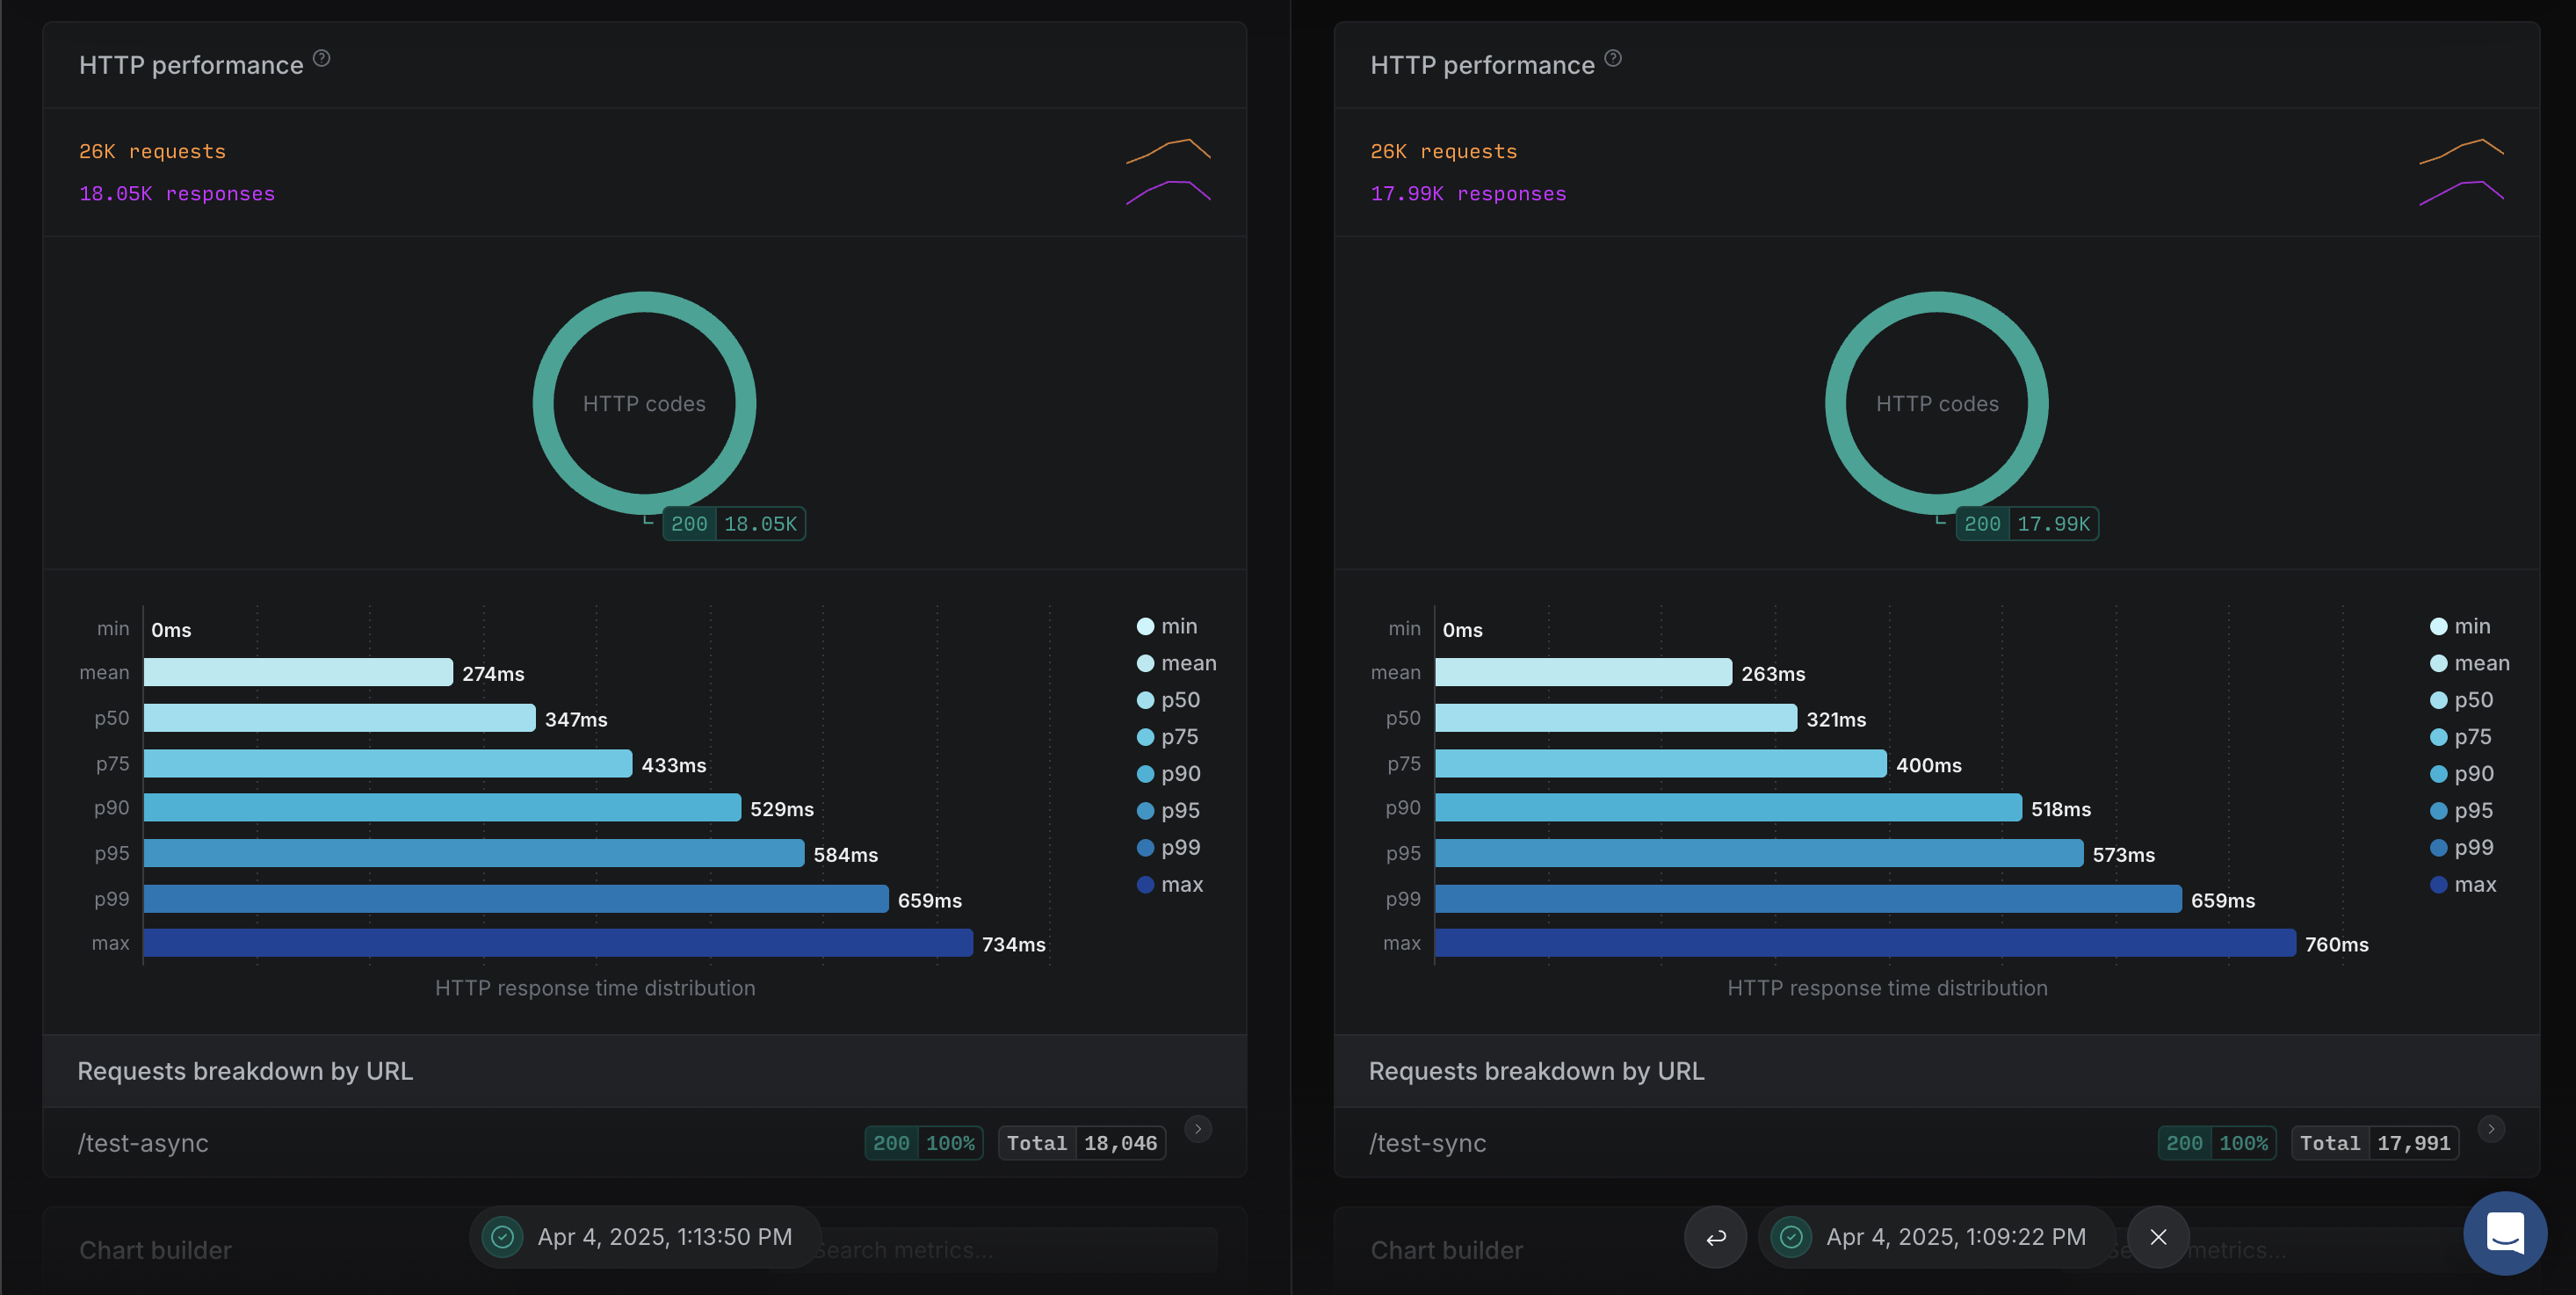 HTTP performance ?
26K requests
18.05K responses
HTTP codes
200 18.05K
min 0ms
mean 274ms
p50 347ms
p75 433ms
p90 529ms
p95 584ms
p99 659ms
max 734ms
min
mean
p50
p75
p90
p95
p99
max
HTTP response time distribution
Requests breakdown by URL
/test-async 200 100% Total 18,046
Chart builder
Search metrics...
Apr 4, 2025, 1:13:50 PM
HTTP performance ?
26K requests
17.99K responses
HTTP codes
200 17.99K
min 0ms
mean 263ms
p50 321ms
p75 400ms
p90 518ms
p95 573ms
p99 659ms
max 760ms
min
mean
p50
p75
p90
p95
p99
max
HTTP response time distribution
Requests breakdown by URL
/test-sync 200 100% Total 17,991
Chart builder
metrics...
Apr 4, 2025, 1:09:22 PM